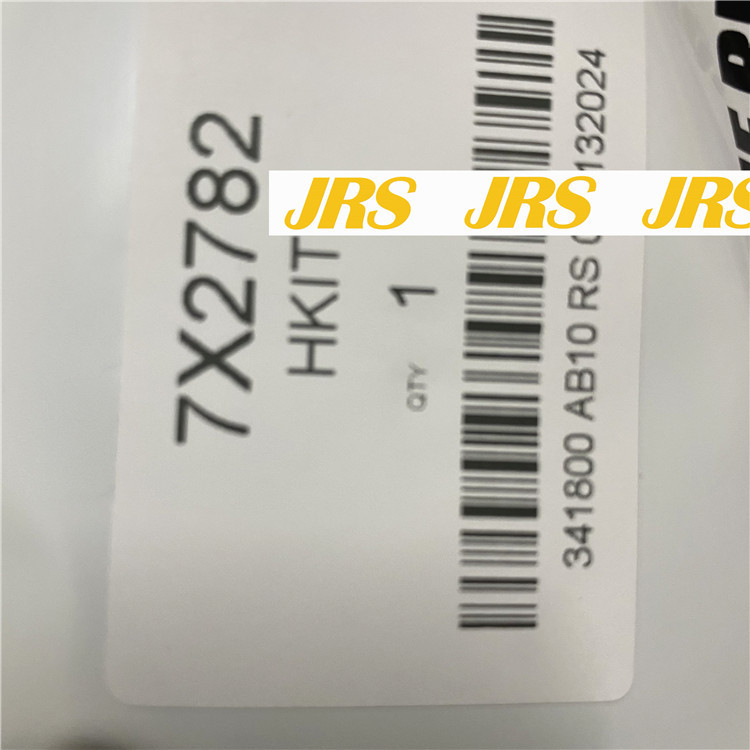 7X2782
HKIT
QTY 1
341800 AB10 RS 132024
JRS JRS JRS